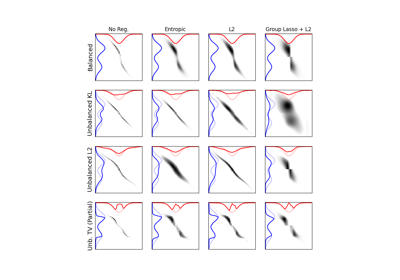 No Reg.
Entropic
L2
Group Lasso + L2
Balanced
Unbalanced KL
Unbalanced L2
Unb. TV (Partial)